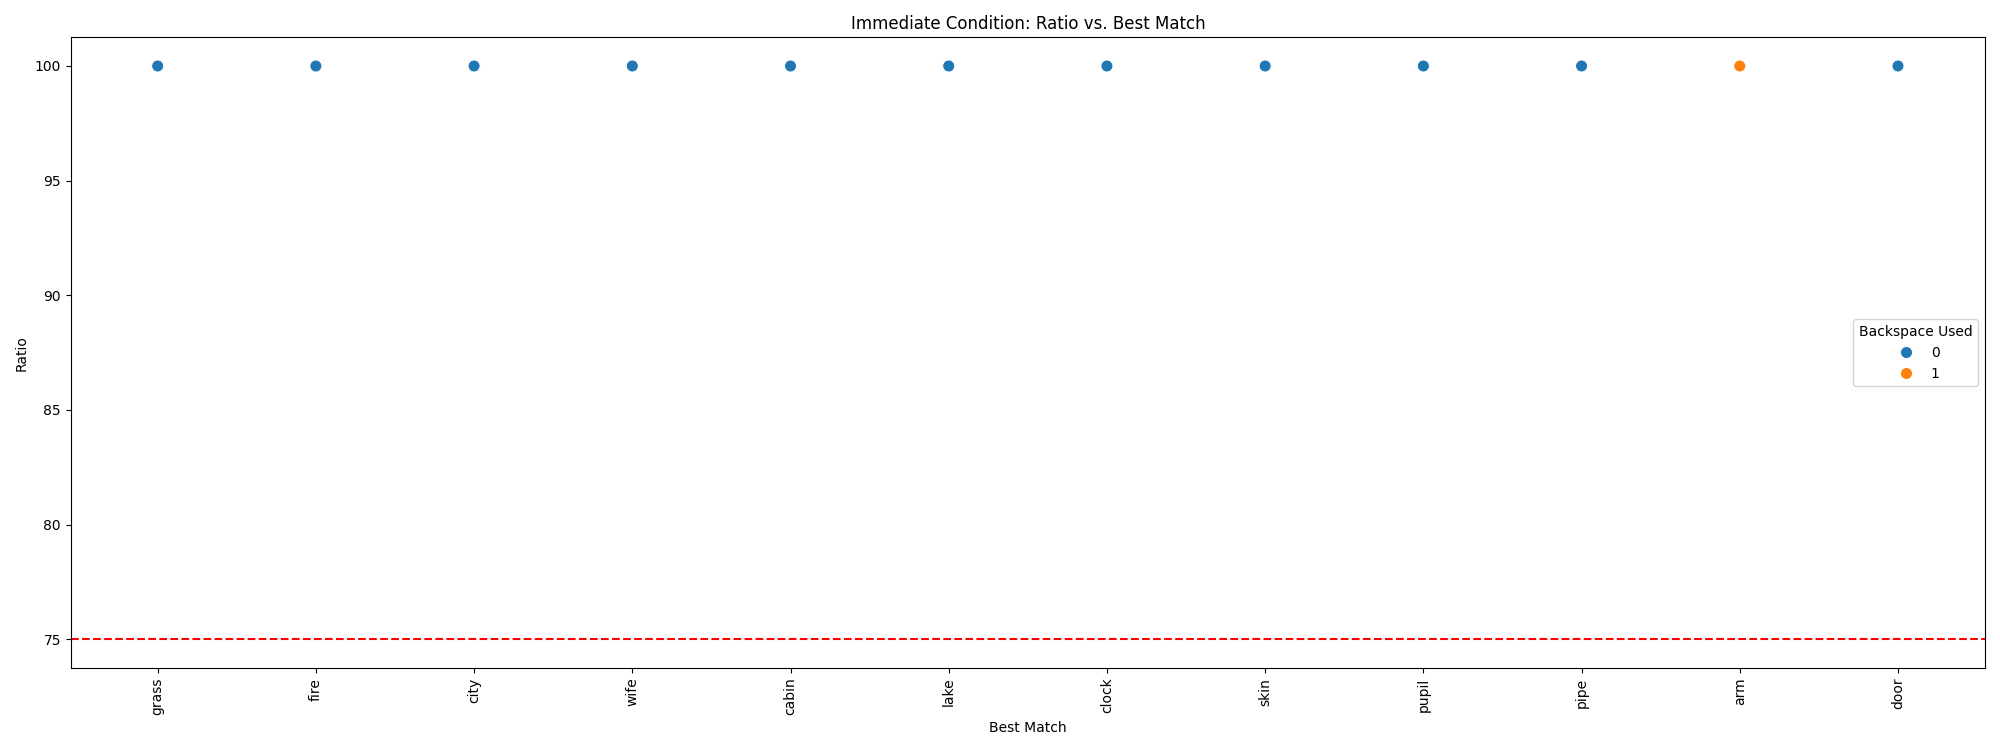 Immediate Condition: Ratio vs. Best Match
100
95
90
85
80
75
Ratio
Backspace Used
0
1
grass
fire
city
wife
cabin
lake
clock
skin
pupil
pipe
arm
door
Best Match